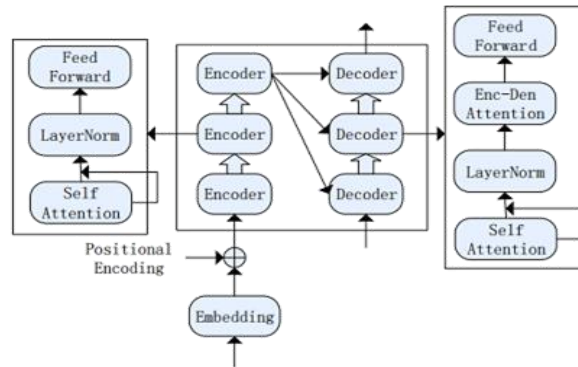 Feed
Forward
LayerNorm
Self
Attention
Encoder
Encoder
Encoder
Decoder
Decoder
Decoder
Positional
Encoding
Embedding
Feed
Forward
Enc-Den
Attention
LayerNorm
Self
Attention